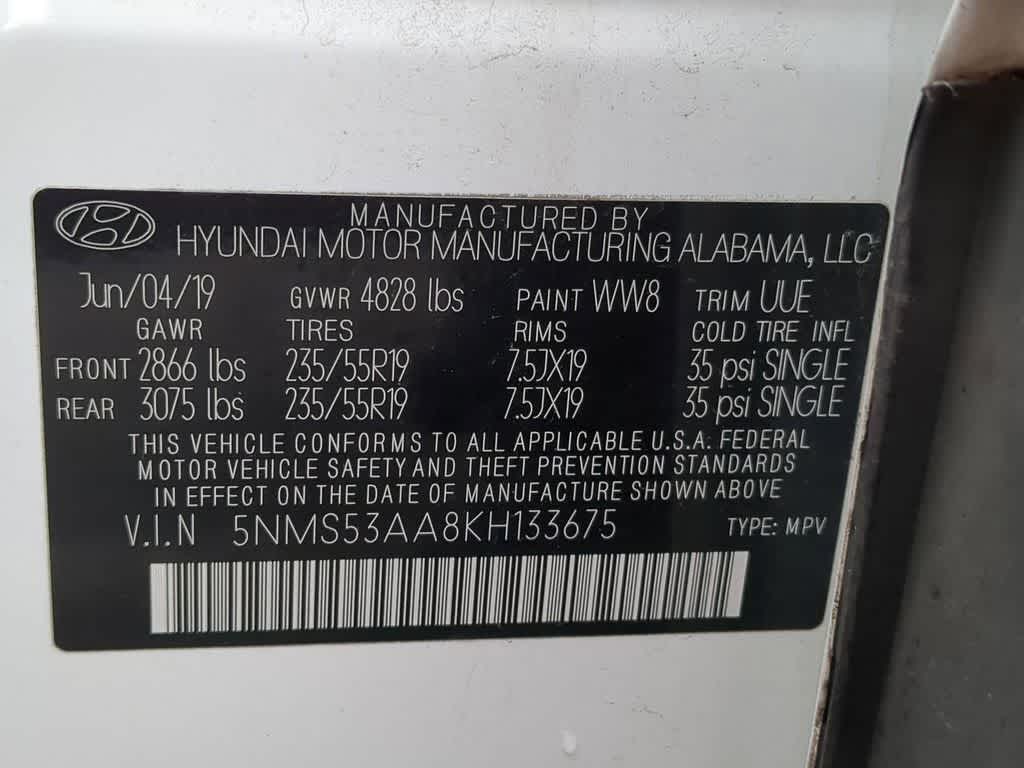 MANUFACTURED BY
HYUNDAI MOTOR MANUFACTURING ALABAMA, LLC
Jun/04/19 GVWR 4828 lbs PAINT WW8 TRIM UUE
GAWR TIRES RIMS COLD TIRE INFL
FRONT 2866 lbs 235/55R19 7.5JX19 35 psi SINGLE
REAR 3075 lbs 235/55R19 7.5JX19 35 psi SINGLE
THIS VEHICLE CONFORMS TO ALL APPLICABLE U.S.A. FEDERAL
MOTOR VEHICLE SAFETY AND THEFT PREVENTION STANDARDS
IN EFFECT ON THE DATE OF MANUFACTURE SHOWN ABOVE
V.I.N 5NMS53AA8KH133675 TYPE: MPV